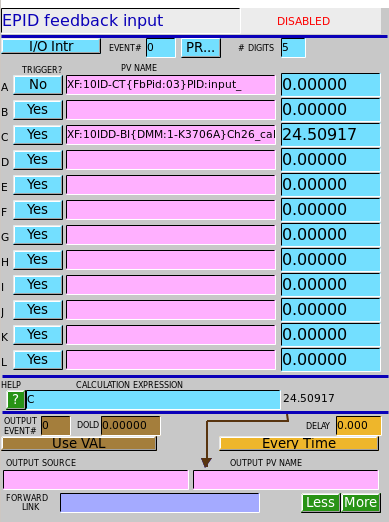 EPID feedback input DISABLED
I/O Intr EVENT# 0 PR... # DIGITS 5
TRIGGER? PV NAME
A No XF:10ID-CT{FbPid:03}PID:input_ 0.00000
B Yes 0.00000
C Yes XF:10IDD-BI{DMM:1-K3706A}Ch26_cal 24.50917
D Yes 0.00000
E Yes 0.00000
F Yes 0.00000
G Yes 0.00000
H Yes 0.00000
I Yes 0.00000
J Yes 0.00000
K Yes 0.00000
L Yes 0.00000
HELP CALCULATION EXPRESSION
? C 24.50917
OUTPUT EVENT# 0 DOLD 0.00000 DELAY 0.000
Use VAL Every Time
OUTPUT SOURCE OUTPUT PV NAME
FORWARD LINK Less More